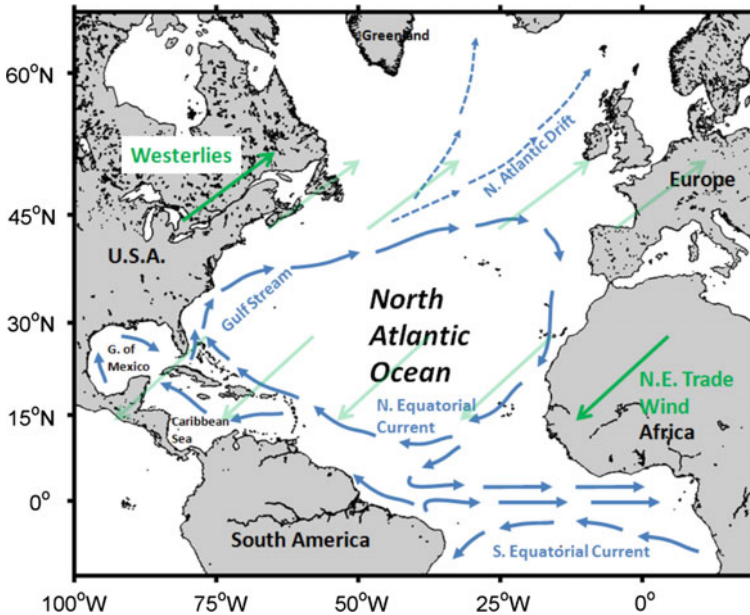 Greenland
60°N
Westerlies
N. Atlantic Drift
Europe
45°N
U.S.A.
Gulf Stream
North
Atlantic
Ocean
30°N
G. of
Mexico
N.E. Trade
Wind
N. Equatorial
Current
15°N
Caribbean
Sea
Africa
0°
South America
S. Equatorial Current
100°W
75°W
50°W
25°W
0°